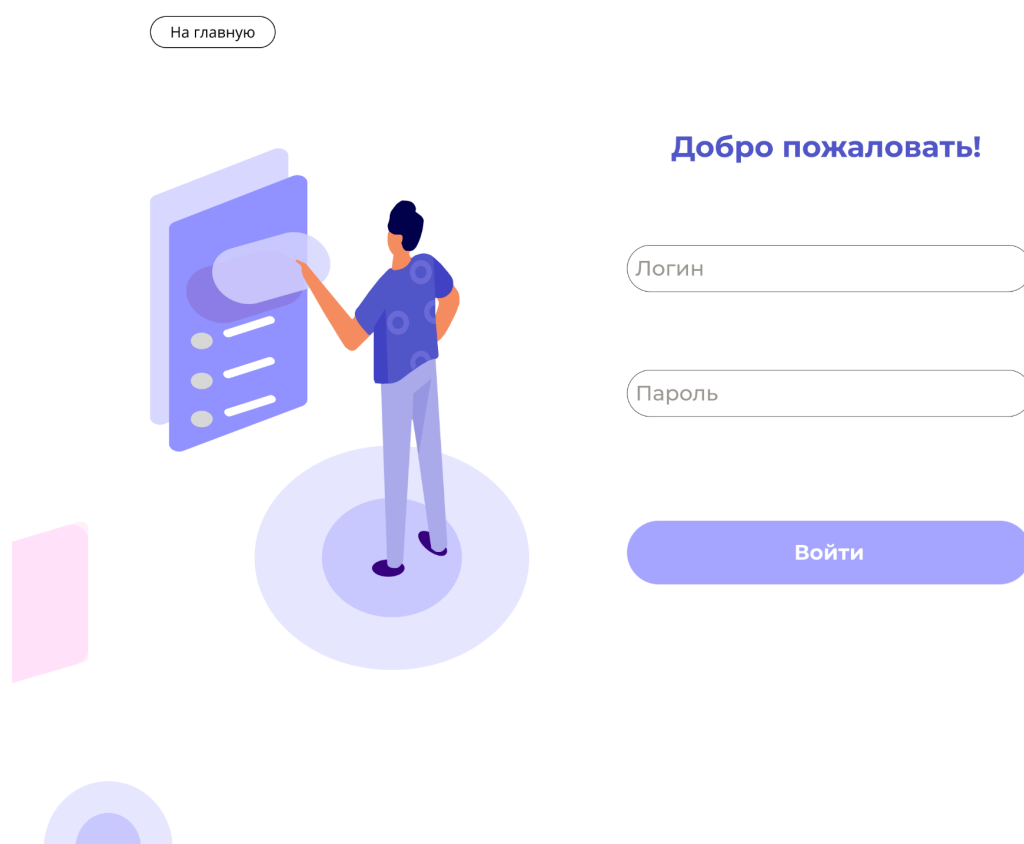 На главную
Добро пожаловать!
Логин
Пароль
Войти